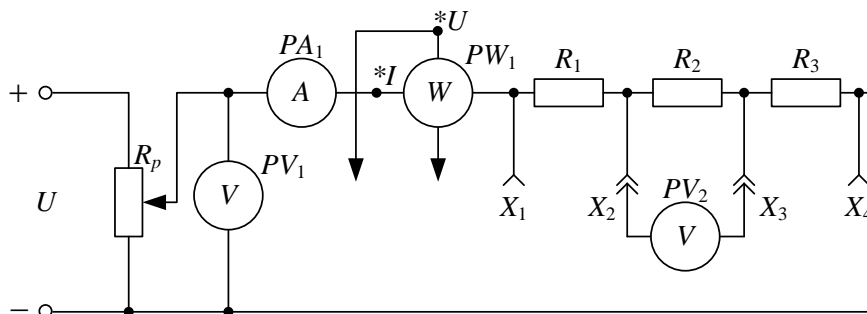 *U
PA1 PW1 R1 R2 R3
*I
+ A W
Rp PV1
U V X1 X2 PV2 X3 X4
V
−